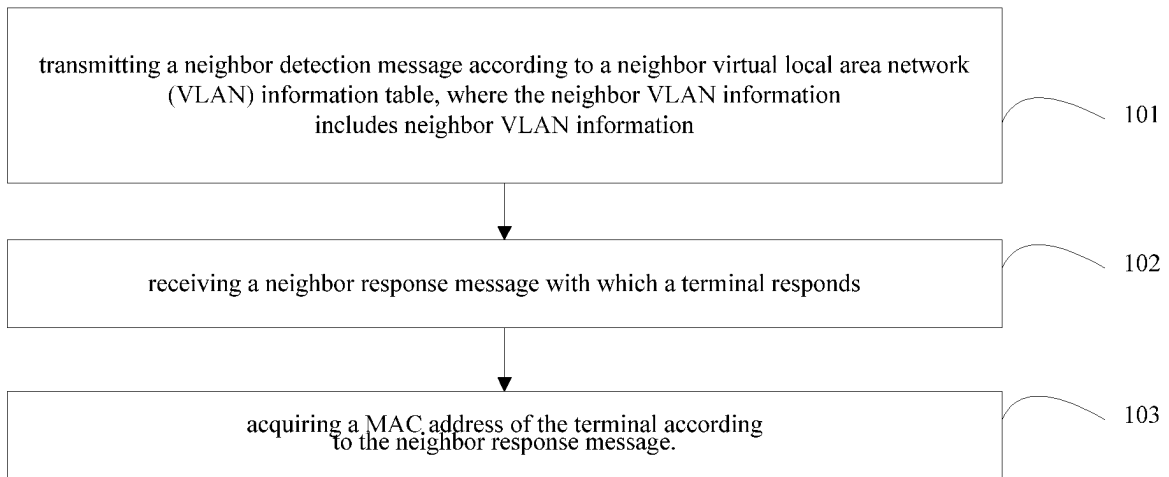 transmitting a neighbor detection message according to a neighbor virtual local area network
(VLAN) information table, where the neighbor VLAN information
includes neighbor VLAN information
101
receiving a neighbor response message with which a terminal responds
102
acquiring a MAC address of the terminal according
to the neighbor response message.
103